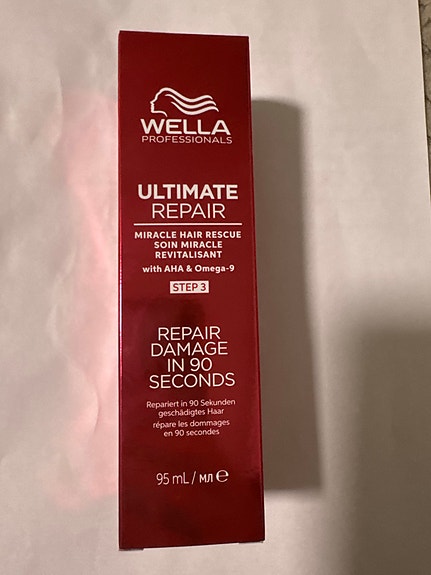 WELLA
PROFESSIONALS
ULTIMATE
REPAIR
MIRACLE HAIR RESCUE
SOIN MIRACLE
REVITALISANT
with AHA & Omega-9
STEP 3
REPAIR
DAMAGE
IN 90
SECONDS
Repariert in 90 Sekunden
geschädigtes Haar
répare les dommages
en 90 secondes
95 mL / мл ℮